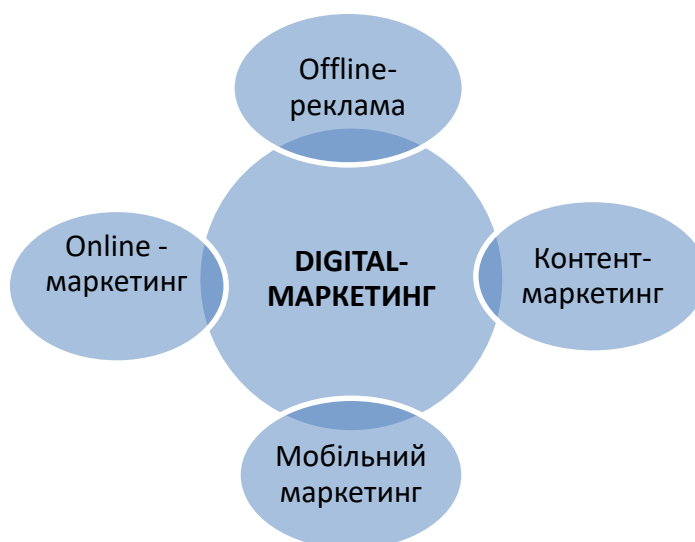 Offline-
реклама
Online -
маркетинг
DIGITAL-
МАРКЕТИНГ
Контент-
маркетинг
Мобільний
маркетинг